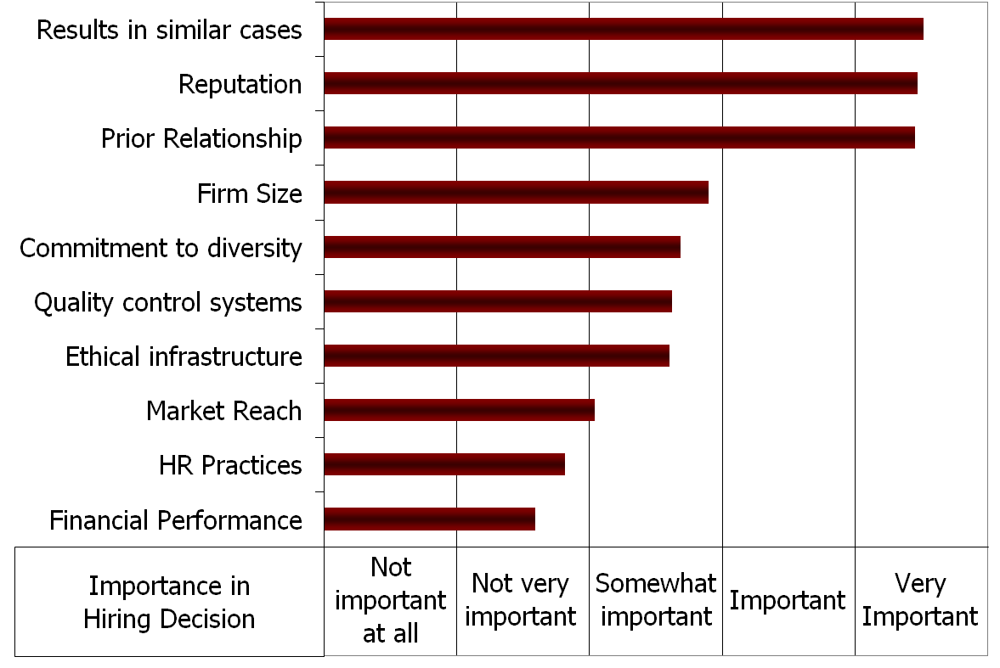 Results in similar cases
Reputation
Prior Relationship
Firm Size
Commitment to diversity
Quality control systems
Ethical infrastructure
Market Reach
HR Practices
Financial Performance
Importance in
Hiring Decision
Not
important
at all
Not very
important
Somewhat
important
Important
Very
Important